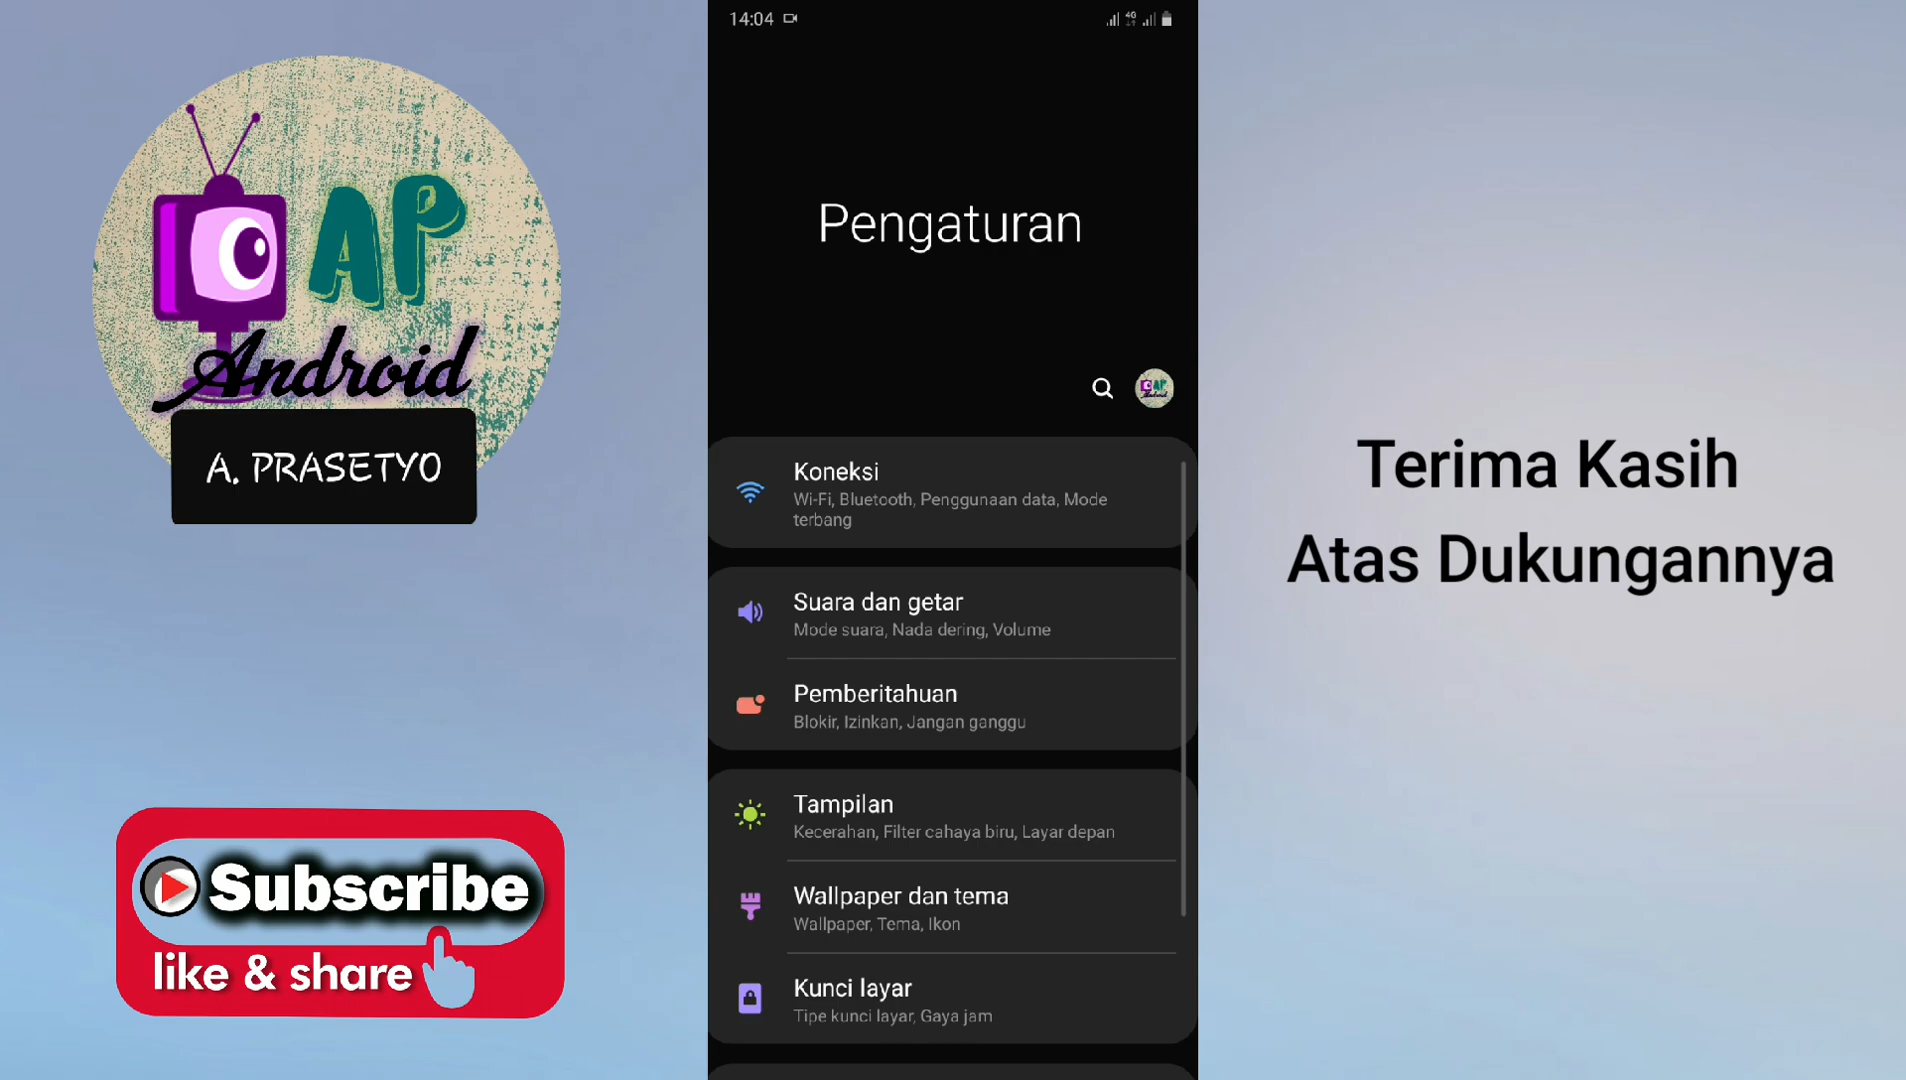 AP
Android
A. PRASETYO
Subscribe
like & share
14:04
4G
Pengaturan
AP
Koneksi
Wi-Fi, Bluetooth, Penggunaan data, Mode
terbang
Suara dan getar
Mode suara, Nada dering, Volume
Pemberitahuan
Blokir, Izinkan, Jangan ganggu
Tampilan
Kecerahan, Filter cahaya biru, Layar depan
Wallpaper dan tema
Wallpaper, Tema, Ikon
Kunci layar
Tipe kunci layar, Gaya jam
Terima Kasih
Atas Dukungannya